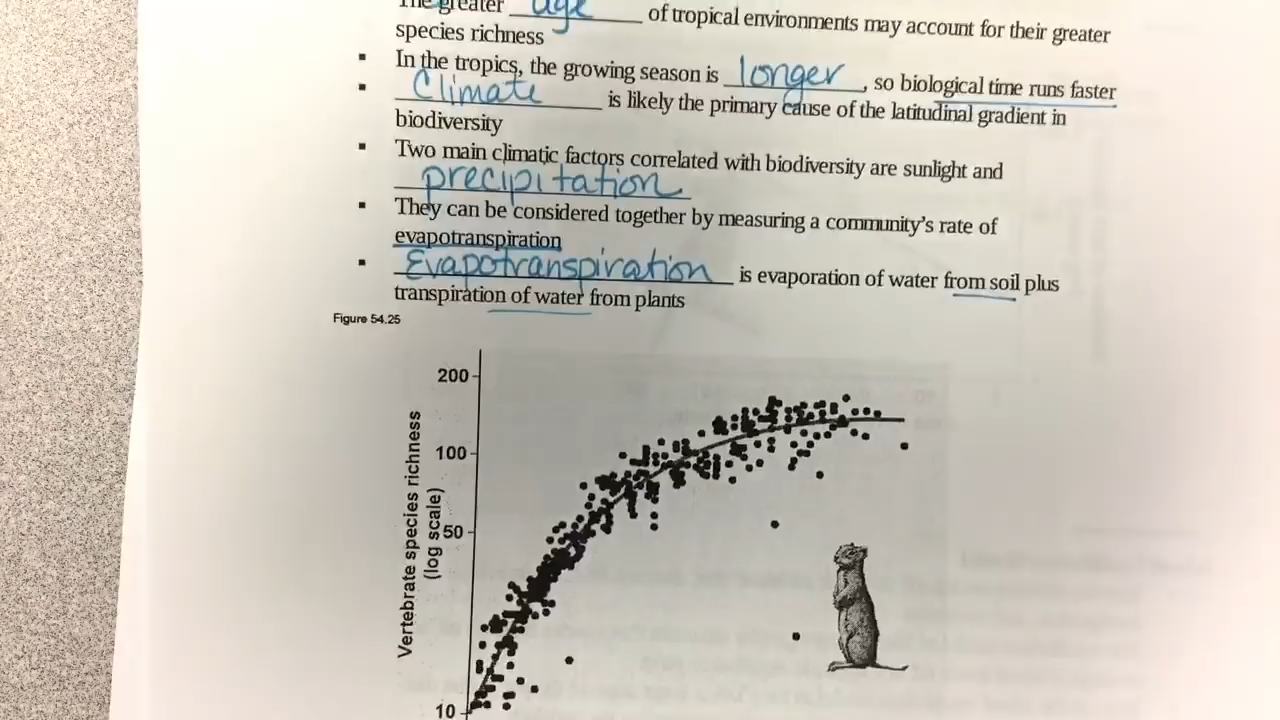 The greater age of tropical environments may account for their greater
species richness
▪ In the tropics, the growing season is longer, so biological time runs faster
▪ Climate is likely the primary cause of the latitudinal gradient in
biodiversity
▪ Two main climatic factors correlated with biodiversity are sunlight and
precipitation
▪ They can be considered together by measuring a community's rate of
evapotranspiration
▪ Evapotranspiration is evaporation of water from soil plus
transpiration of water from plants
Figure 54.25
Vertebrate species richness
(log scale)
200
100
50
10